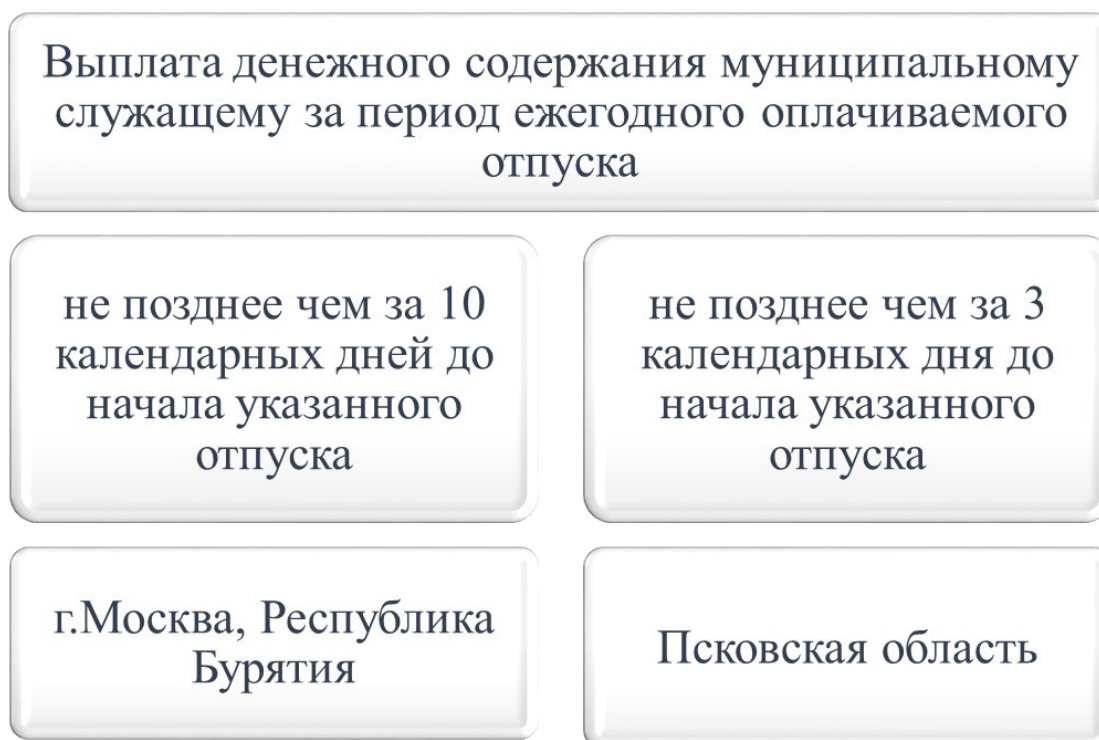 Выплата денежного содержания муниципальному
служащему за период ежегодного оплачиваемого
отпуска
не позднее чем за 10
календарных дней до
начала указанного
отпуска
не позднее чем за 3
календарных дня до
начала указанного
отпуска
г.Москва, Республика
Бурятия
Псковская область